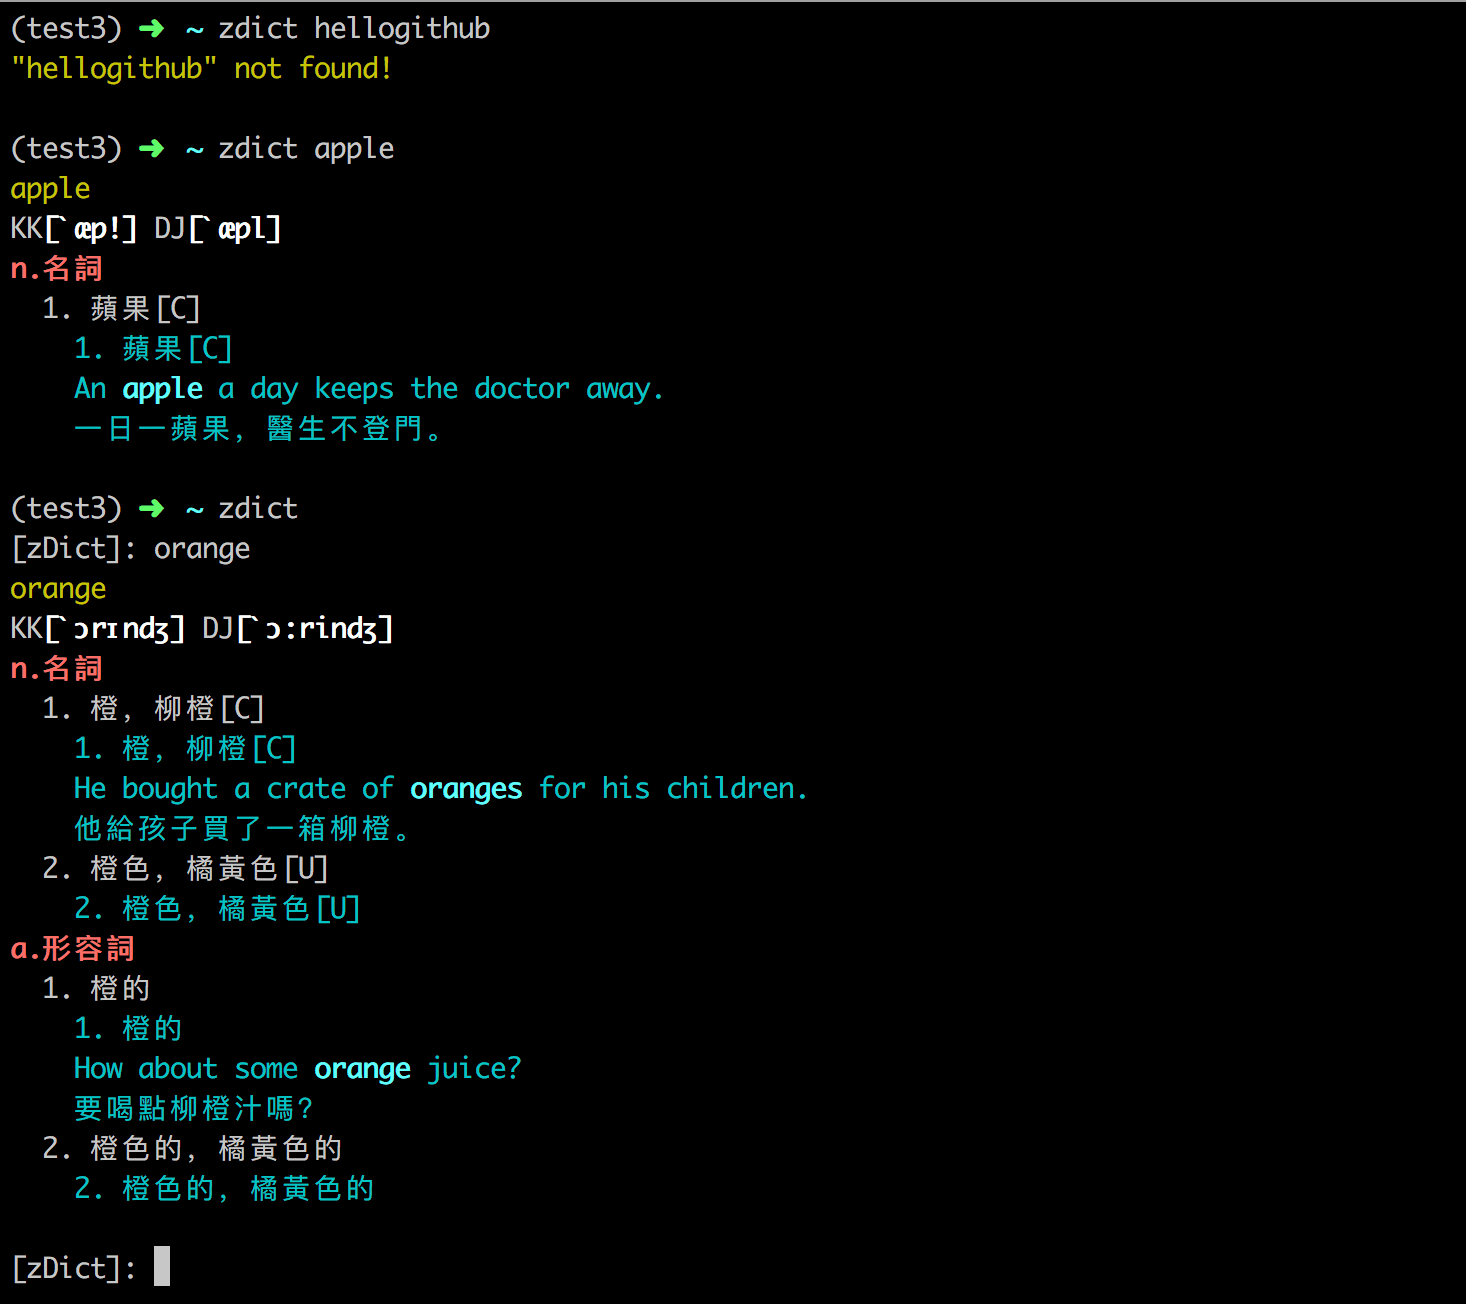 (test3) ➜ ~ zdict hellogithub
"hellogithub" not found!
(test3) ➜ ~ zdict apple
apple
KK[ˋæp!] DJ[ˋæpl]
n.名詞
1. 蘋果[C]
1. 蘋果[C]
An apple a day keeps the doctor away.
一日一蘋果, 醫生不登門。
(test3) ➜ ~ zdict
[zDict]: orange
orange
KK[ˋɔrɪndʒ] DJ[ˋɔ:rindʒ]
n.名詞
1. 橙, 柳橙[C]
1. 橙, 柳橙[C]
He bought a crate of oranges for his children.
他給孩子買了一箱柳橙。
2. 橙色, 橘黃色[U]
2. 橙色, 橘黃色[U]
a.形容詞
1. 橙的
1. 橙的
How about some orange juice?
要喝點柳橙汁嗎?
2. 橙色的, 橘黃色的
2. 橙色的, 橘黃色的
[zDict]: